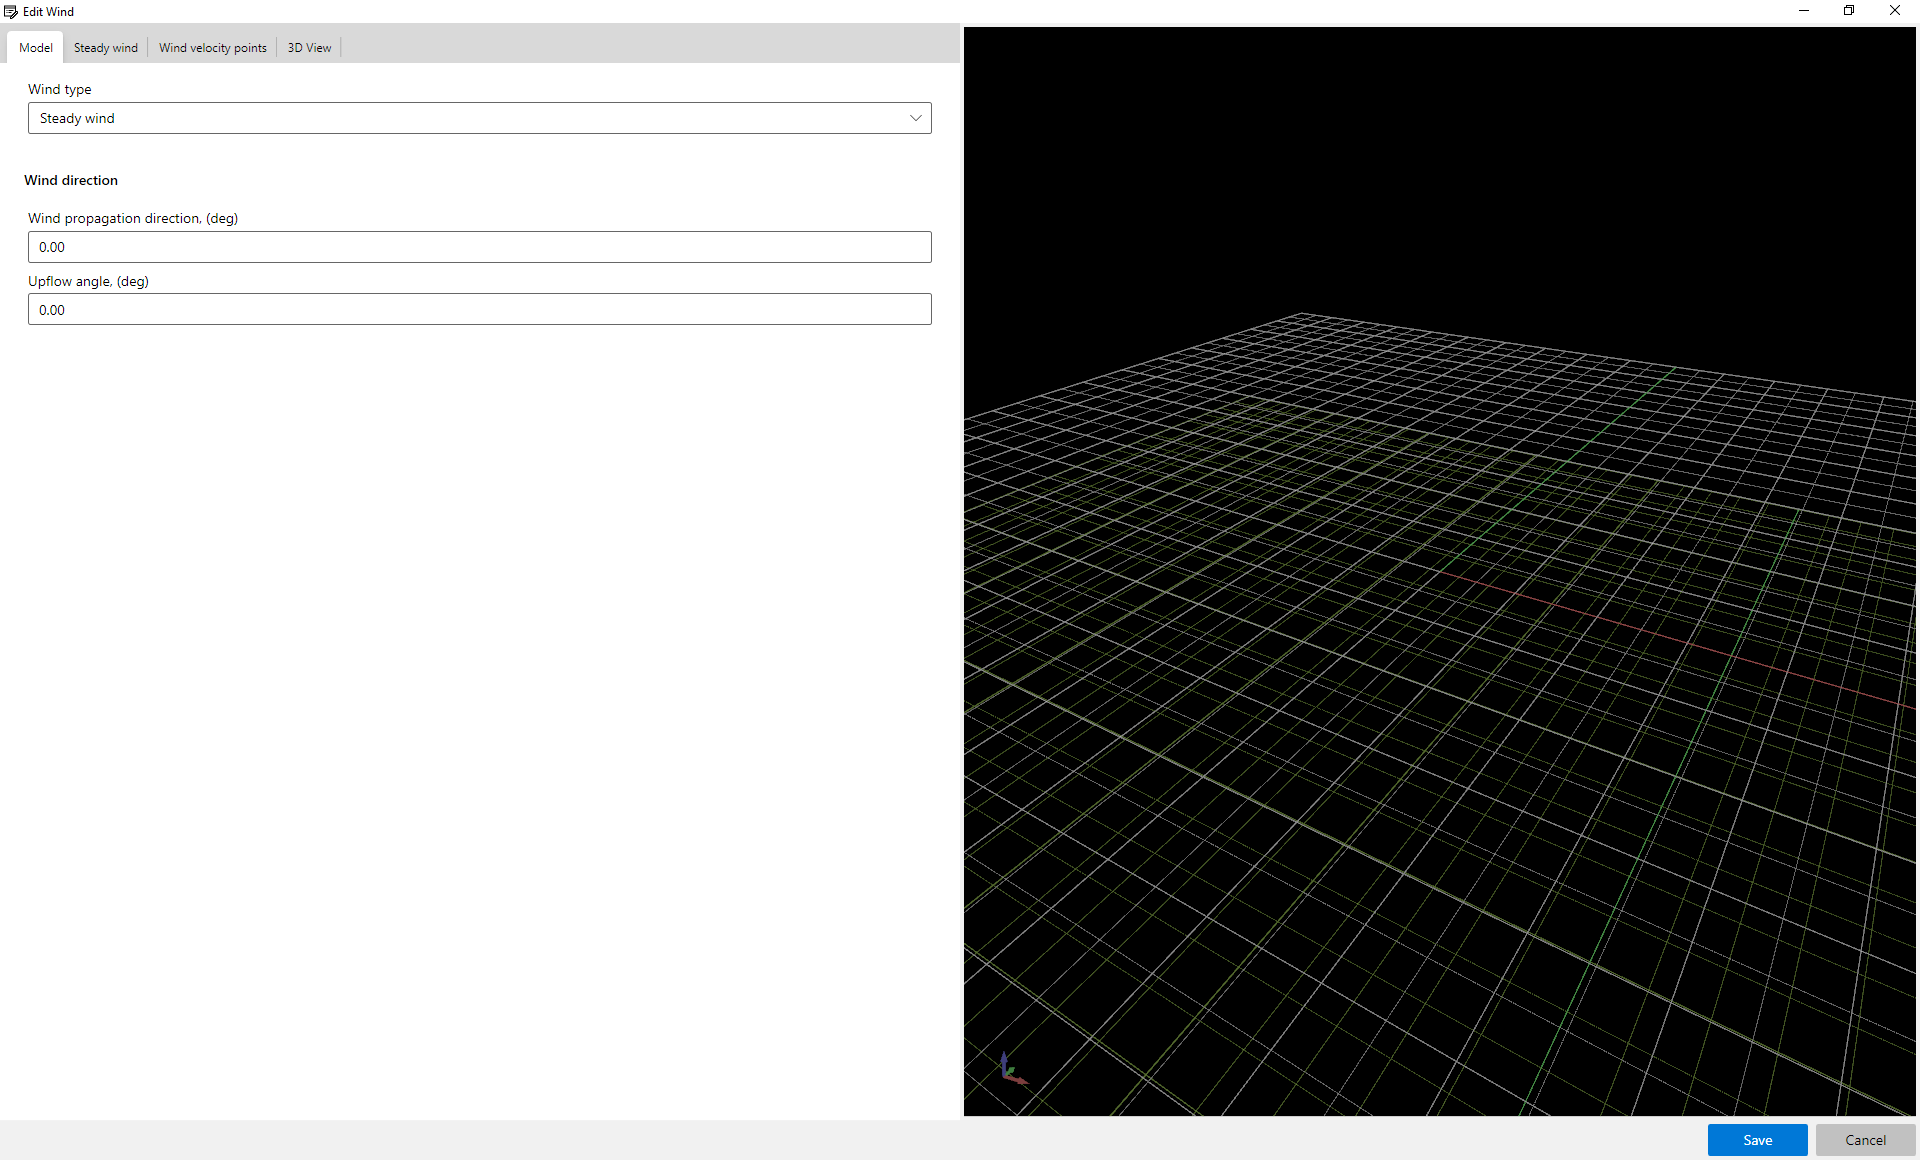 Edit Wind
Model
Steady wind
Wind velocity points
3D View
Wind type
Steady wind
Wind direction
Wind propagation direction, (deg)
0.00
Upflow angle, (deg)
0.00
Save
Cancel